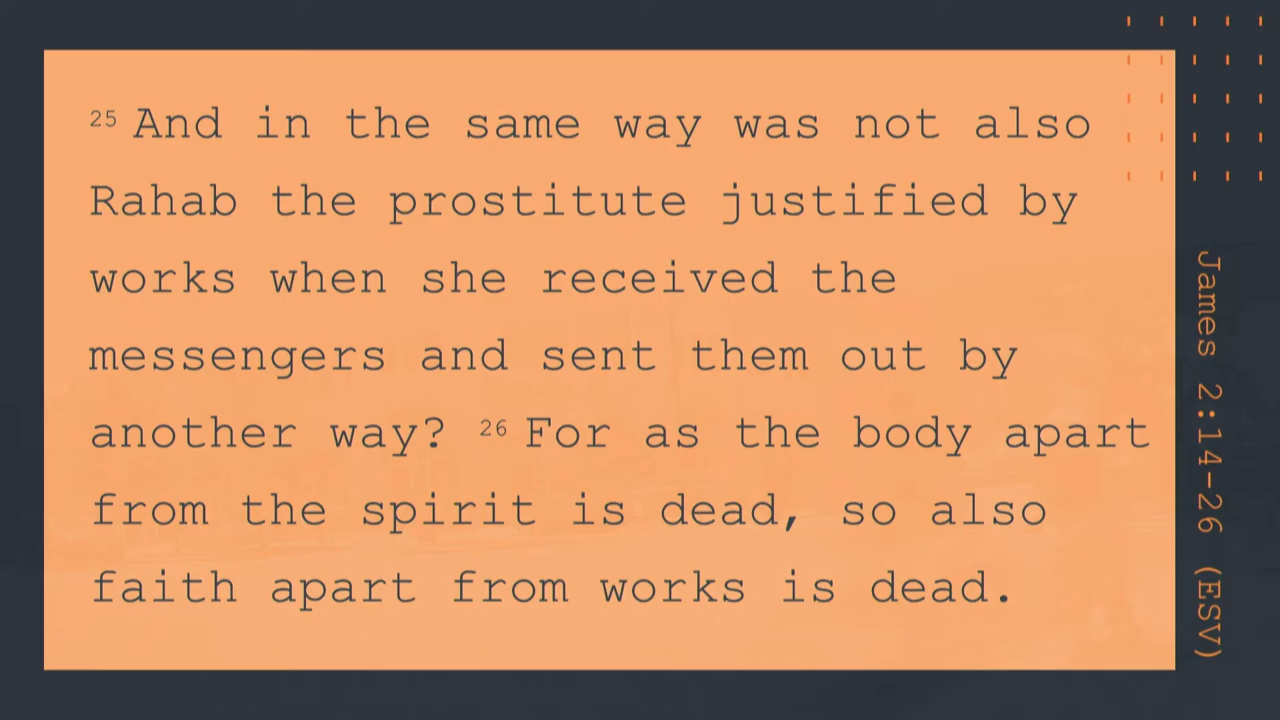 25 And in the same way was not also
Rahab the prostitute justified by
works when she received the
messengers and sent them out by
another way? 26 For as the body apart
from the spirit is dead, so also
faith apart from works is dead.
James 2:14-26 (ESV)